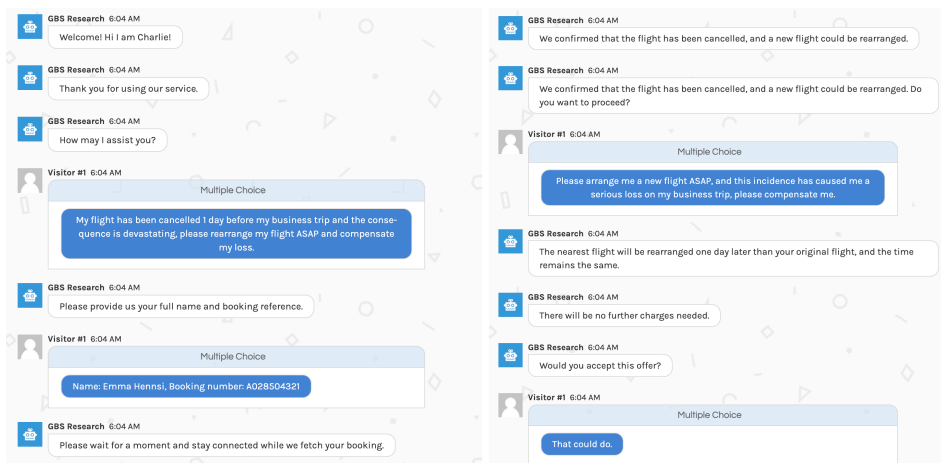 GBS Research 6:04 AM
Welcome! Hi I am Charlie!
GBS Research 6:04 AM
Thank you for using our service.
GBS Research 6:04 AM
How may I assist you?
Visitor #1 6:04 AM
Multiple Choice
My flight has been cancelled 1 day before my business trip and the conse-
quence is devastating, please rearrange my flight ASAP and compensate
my loss.
GBS Research 6:04 AM
Please provide us your full name and booking reference.
Visitor #1 6:04 AM
Multiple Choice
Name: Emma Hennsi, Booking number: A028504321
GBS Research 6:04 AM
Please wait for a moment and stay connected while we fetch your booking.
GBS Research 6:04 AM
We confirmed that the flight has been cancelled, and a new flight could be rearranged.
GBS Research 6:04 AM
We confirmed that the flight has been cancelled, and a new flight could be rearranged. Do
you want to proceed?
Visitor #1 6:04 AM
Multiple Choice
Please arrange me a new flight ASAP, and this incidence has caused me a
serious loss on my business trip, please compensate me.
GBS Research 6:04 AM
The nearest flight will be rearranged one day later than your original flight, and the time
remains the same.
GBS Research 6:04 AM
There will be no further charges needed.
GBS Research 6:04 AM
Would you accept this offer?
Visitor #1 6:04 AM
Multiple Choice
That could do.